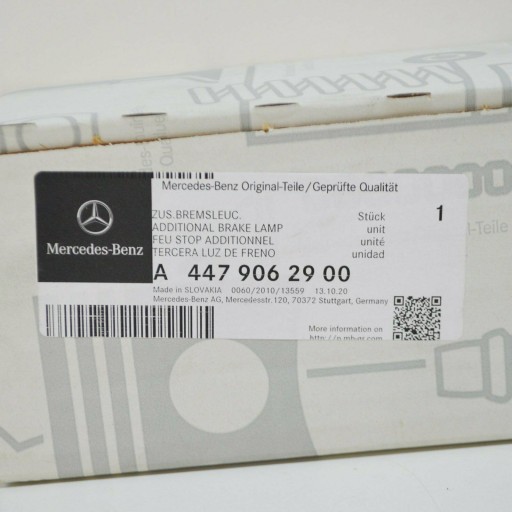 Mercedes-Benz Original-Teile/Geprüfte Qualität
Mercedes-Benz
ZUS.BREMSLEUC. Stück 1
ADDITIONAL BRAKE LAMP unit
FEU STOP ADDITIONNEL unité
TERCERA LUZ DE FRENO unidad
A 447 906 29 00
Made in SLOVAKIA 0060/2010/13559 13.10.20
Mercedes-Benz AG, Mercedesstr.120, 70372 Stuttgart, Germany
More information on